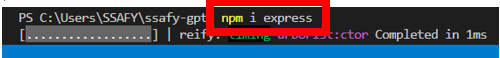 PS C:\Users\SSAFY\ssafy-gpt> npm i express
[..................] | reify: timing arborist:ctor Completed in 1ms